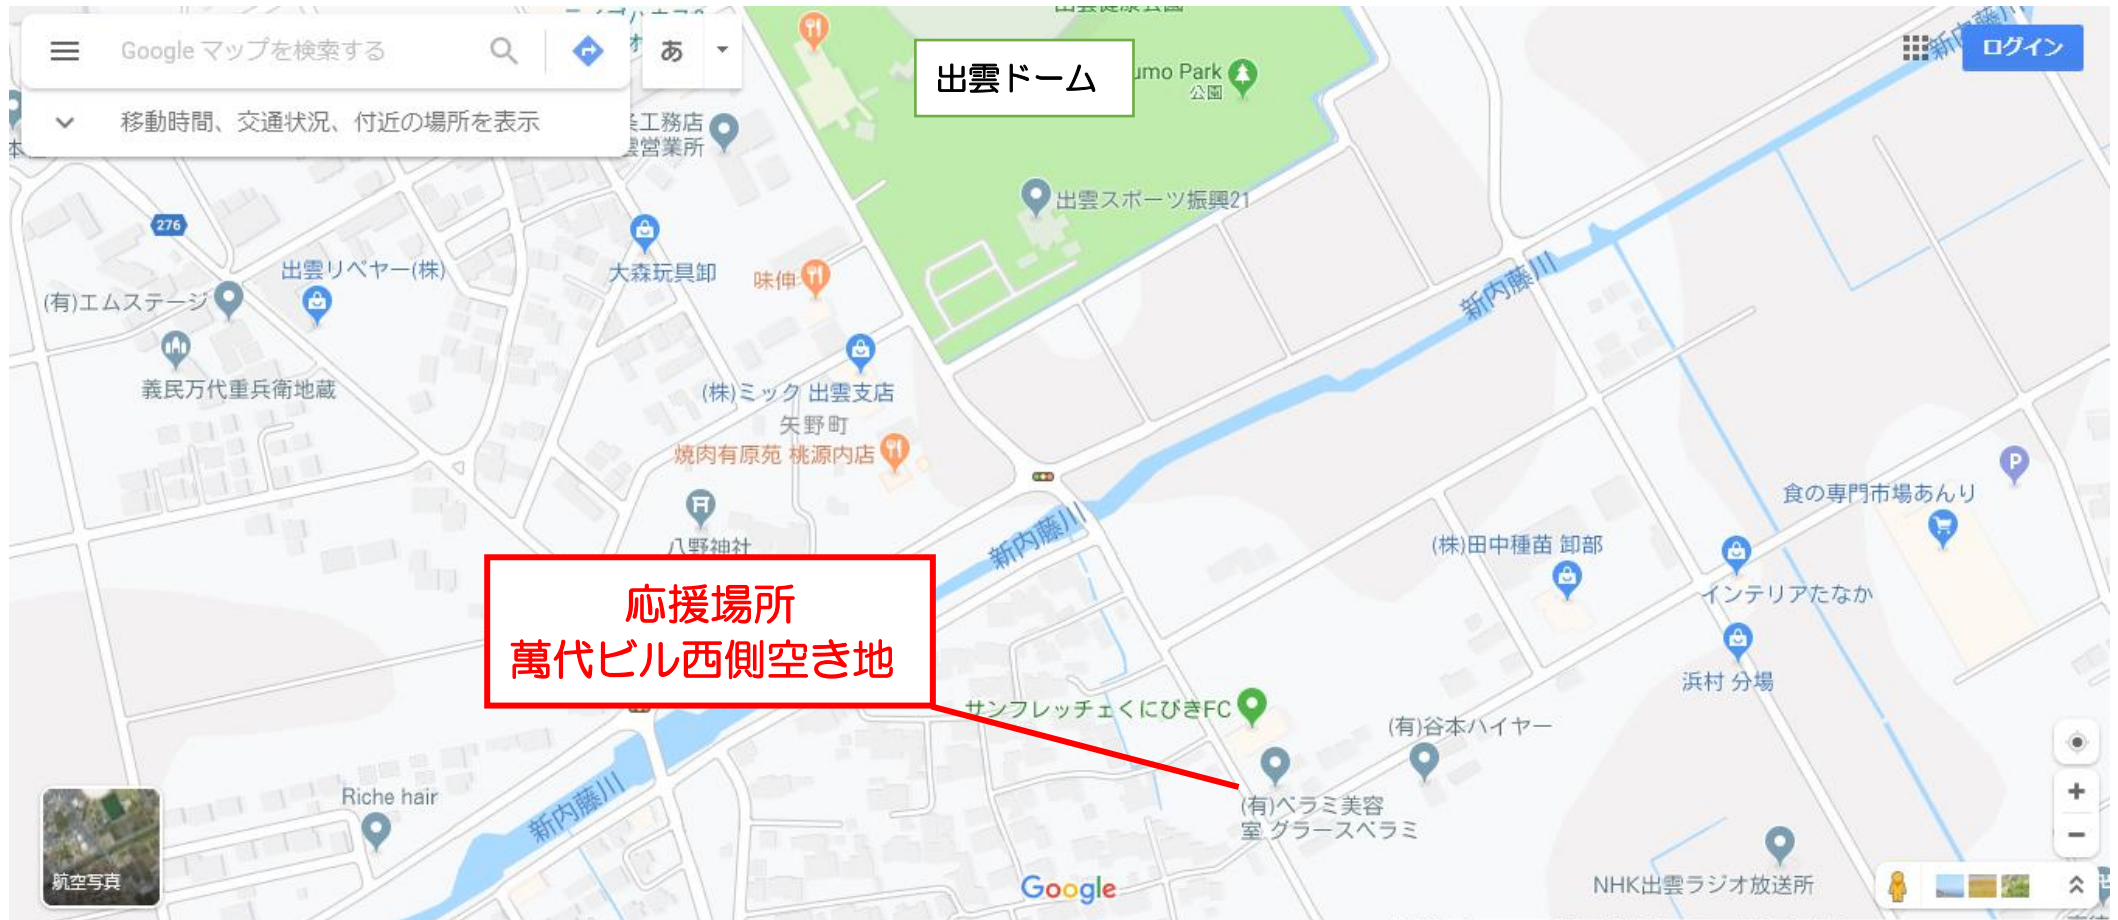 出雲健康公園
Google マップを検索する
あ
ログイン
出雲ドーム
umo Park
公園
移動時間、交通状況、付近の場所を表示
工務店
営業所
出雲スポーツ振興21
276
出雲リペヤー(株)
大森玩具卸
味伸
(有)エムステージ
新内藤川
義民万代重兵衛地蔵
(株)ミック 出雲支店
矢野町
焼肉有原苑 桃源内店
P
食の専門市場あんり
八野神社
新内藤川
(株)田中種苗 卸部
インテリアたなか
応援場所
萬代ビル西側空き地
浜村 分場
サンフレッチェくにびきFC
(有)谷本ハイヤー
Riche hair
新内藤川
(有)ベラミ美容
室 グラースベラミ
航空写真
Google
NHK出雲ラジオ放送所